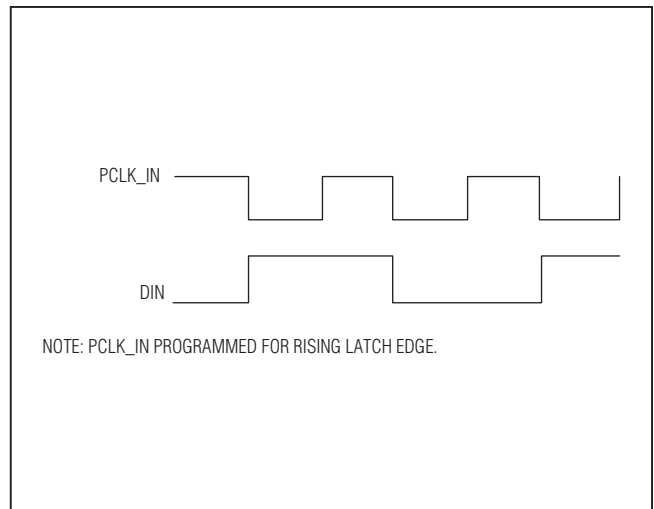 PCLK_IN
DIN
NOTE: PCLK_IN PROGRAMMED FOR RISING LATCH EDGE.